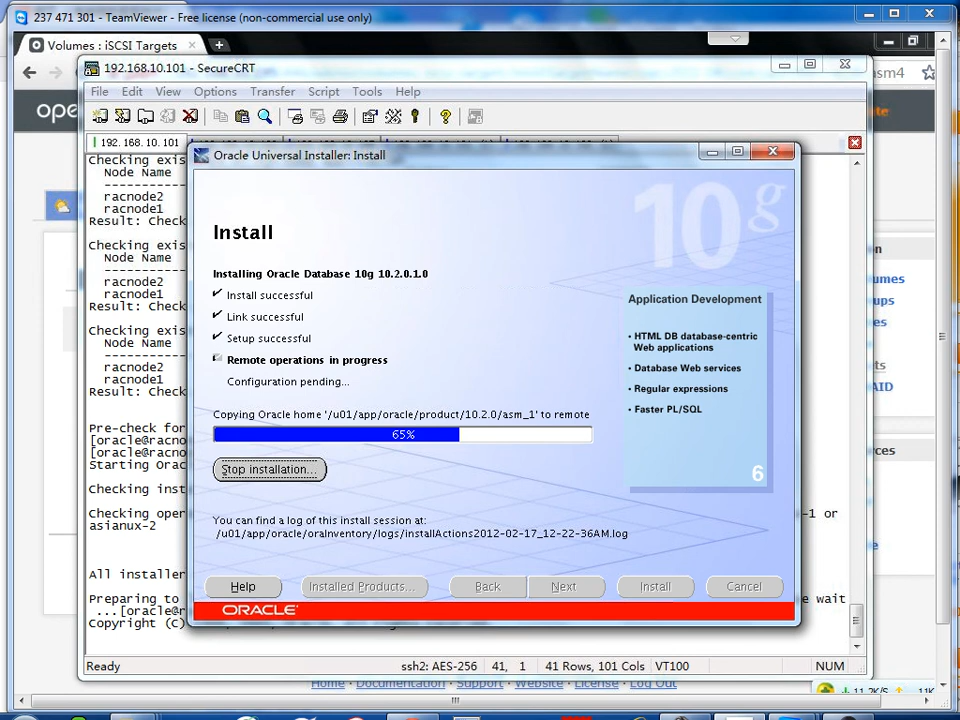 237 471 301 - TeamViewer - Free license (non-commercial use only)
Volumes : iSCSI Targets
asm4
ope
192.168.10.101 - SecureCRT
File Edit View Options Transfer Script Tools Help
192. 168. 10. 101
Checking exis
Node Name
racnode2
racnode1
Result: Check
Checking exis
Node Name
racnode2
racnode1
Result: Check
Checking exis
Node Name
racnode2
racnode1
Result: Check
Pre-check for
[oracle@racno
[oracle@racno
Starting Orac
Checking inst
Checking oper
-1 or
asianux-2
All installer
Preparing to
e wait
...[oracle@r
Copyright (C)
Ready
ssh2: AES-256 41, 1 41 Rows, 101 Cols VT100 NUM
Oracle Universal Installer: Install
10g
Install
Installing Oracle Database 10g 10.2.0.1.0
Install successful
Link successful
Setup successful
Remote operations in progress
Configuration pending...
Copying Oracle home '/u01/app/oracle/product/10.2.0/asm_1' to remote
65%
Stop installation...
You can find a log of this install session at:
/u01/app/oracle/oraInventory/logs/installActions2012-02-17_12-22-36AM.log
Application Development
• HTML DB database-centric
Web applications
• Database Web services
• Regular expressions
• Faster PL/SQL
6
Help Installed Products... Back Next Install Cancel
ORACLE
Home · Documentation · Support · Website · License · Log Out
11.2K/S 11K